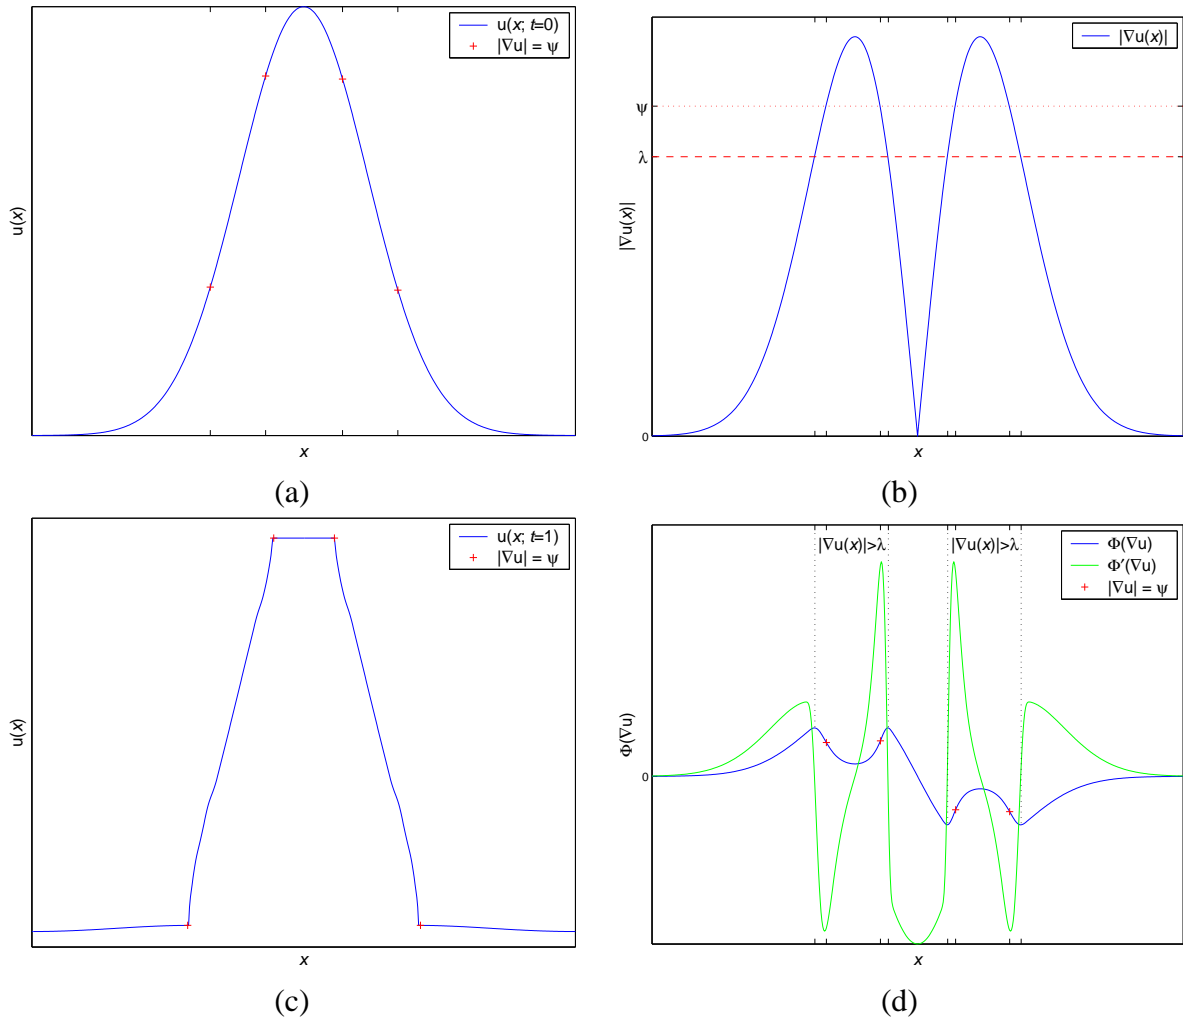 u(x; t=0)
|∇u| = ψ
u(x)
x
(a)
|∇u(x)|
ψ
λ
|∇u(x)|
0
x
(b)
u(x; t=1)
|∇u| = ψ
u(x)
x
(c)
|∇u(x)|>λ
|∇u(x)|>λ
Φ(∇u)
Φ′(∇u)
|∇u| = ψ
Φ(∇u)
0
x
(d)